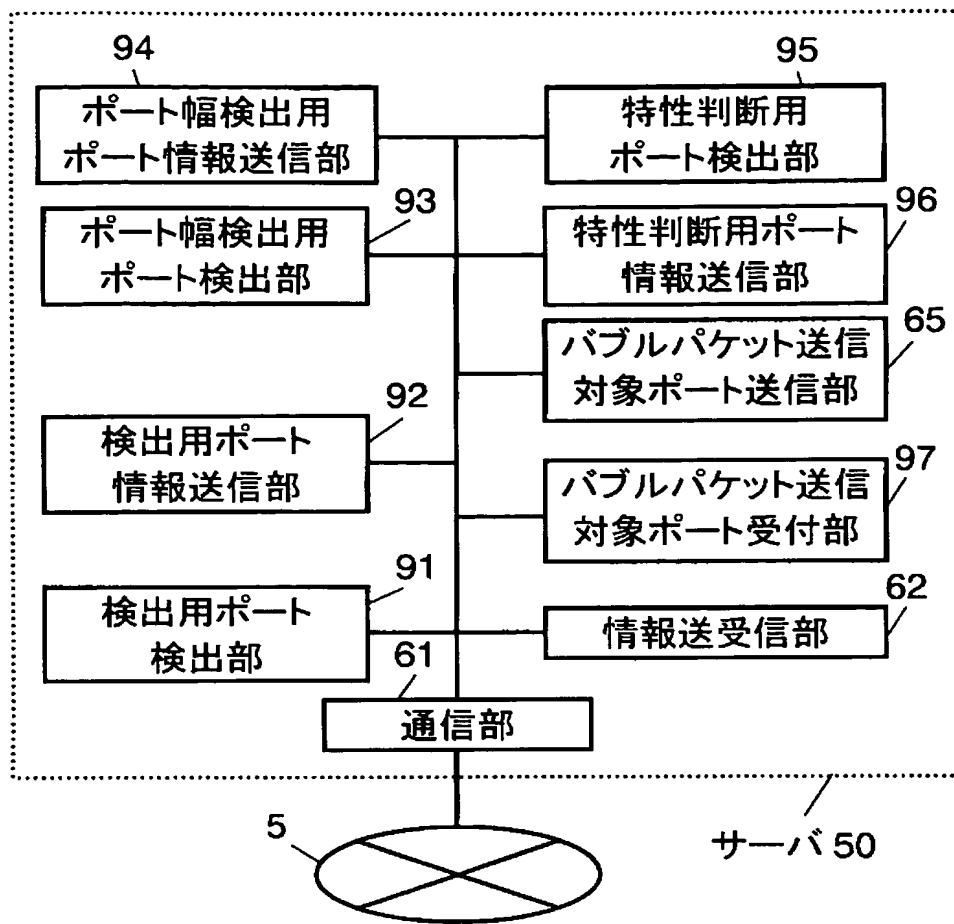 94
ポート幅検出用
ポート情報送信部
95
特性判断用
ポート検出部
93
ポート幅検出用
ポート検出部
96
特性判断用ポート
情報送信部
65
バブルパケット送信
対象ポート送信部
92
検出用ポート
情報送信部
97
バブルパケット送信
対象ポート受付部
91
検出用ポート
検出部
62
情報送受信部
61
通信部
5
サーバ 50